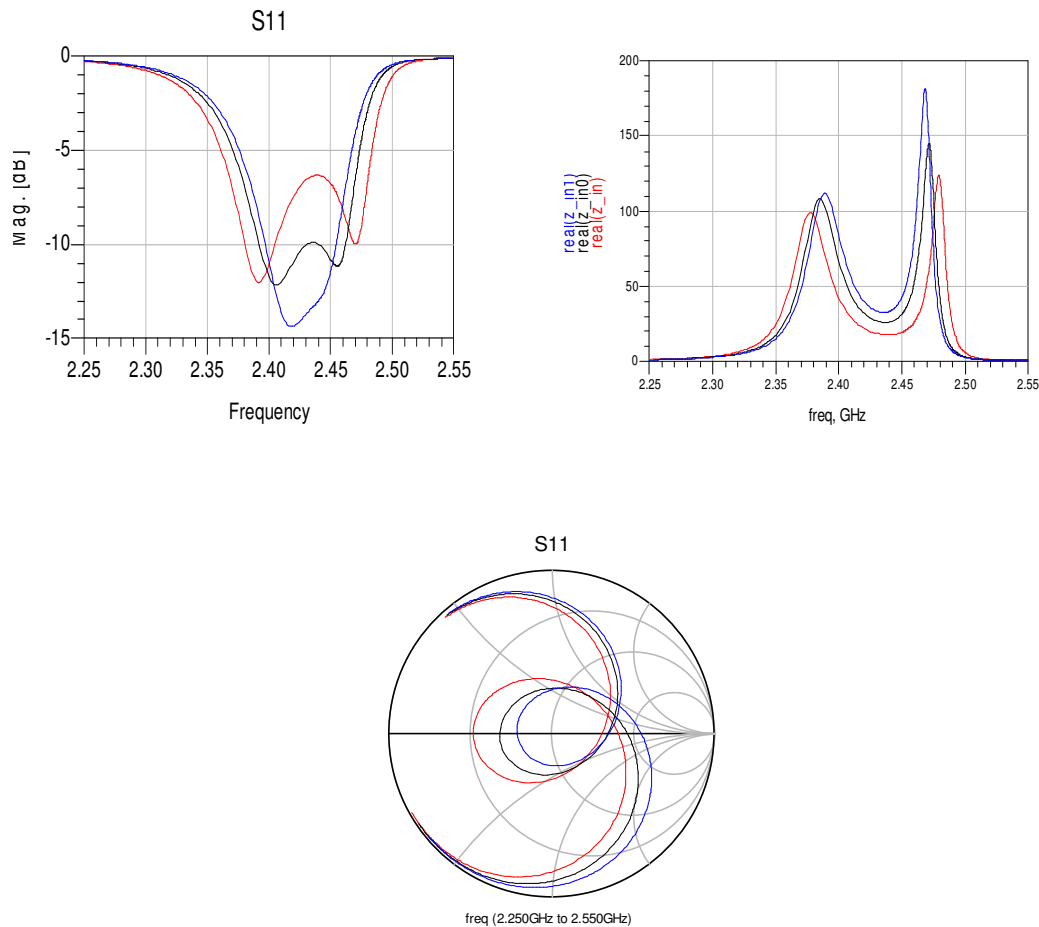 S11
0
-5
-10
-15
Mag. [dB]
2.25 2.30 2.35 2.40 2.45 2.50 2.55
Frequency
200
150
100
50
0
real(z_in1)
real(z_in0)
real(z_in)
2.25 2.30 2.35 2.40 2.45 2.50 2.55
freq, GHz
S11
freq (2.250GHz to 2.550GHz)